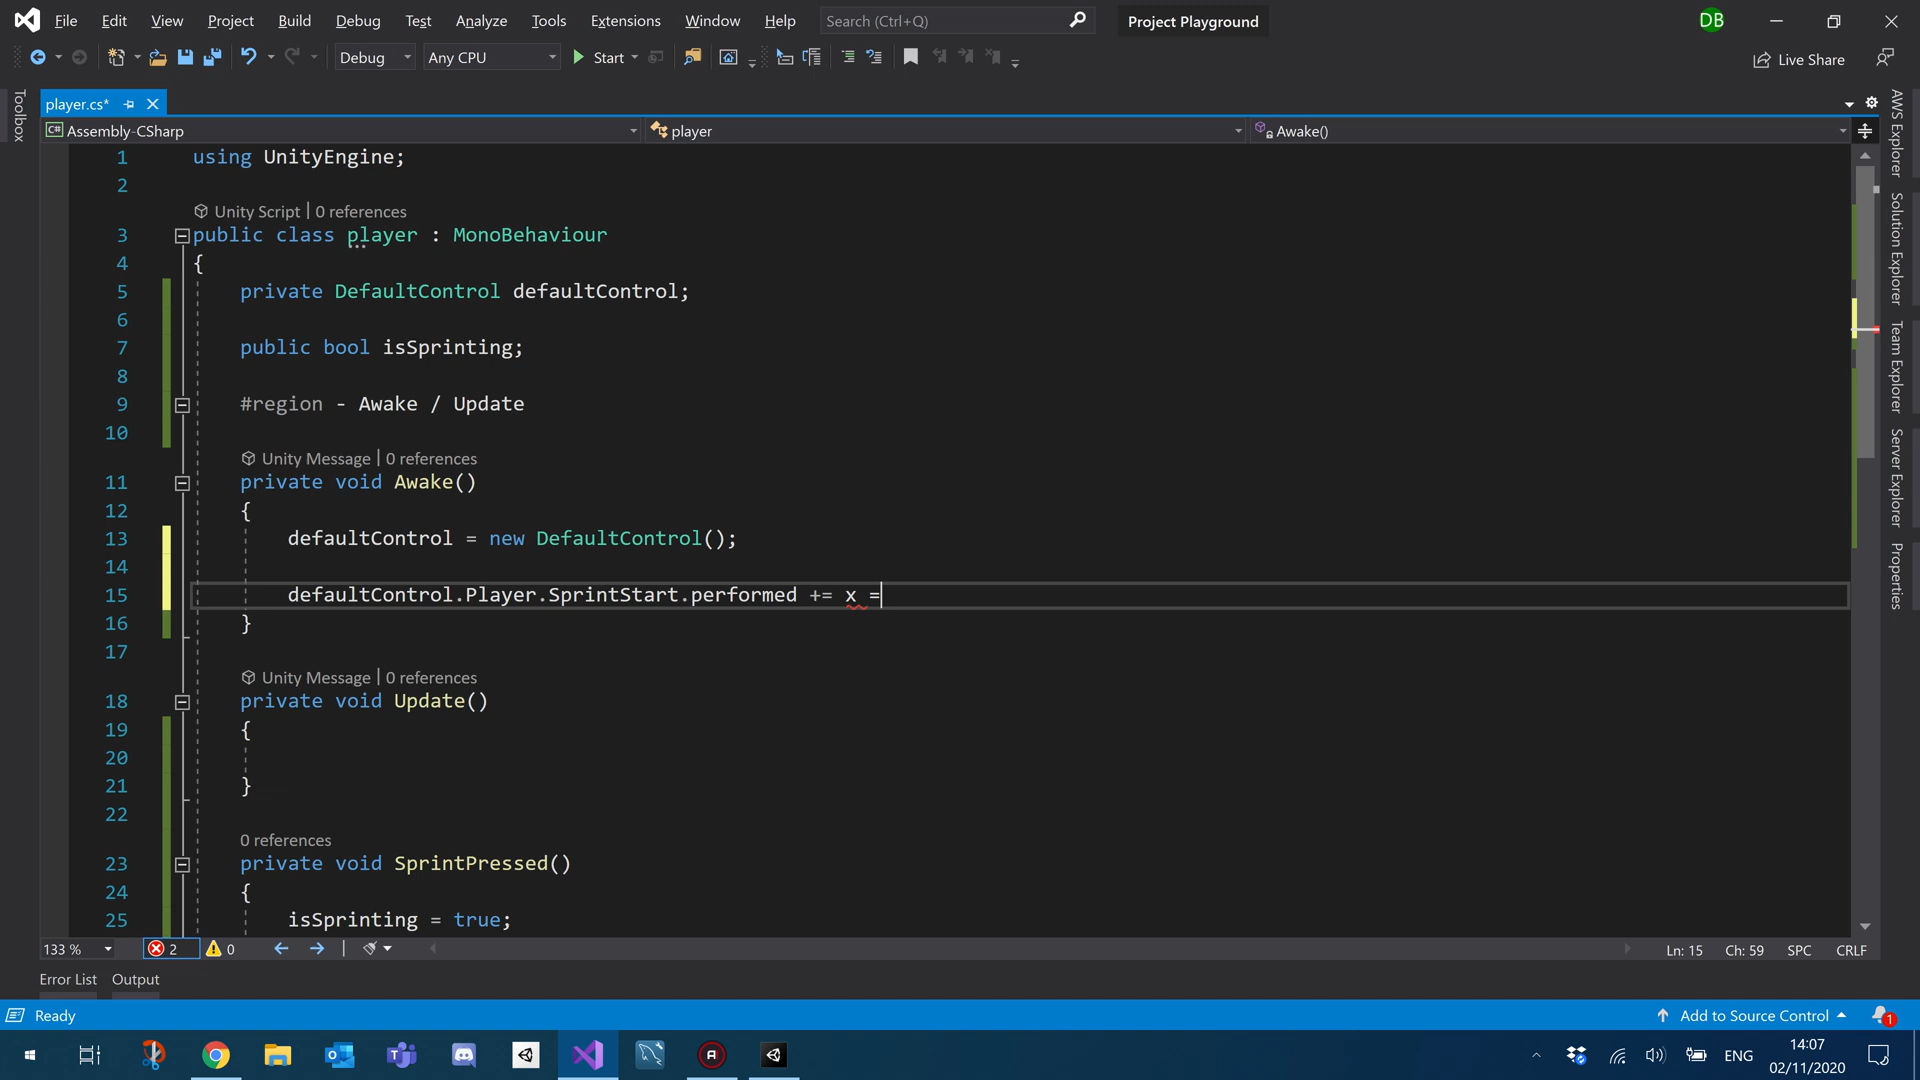 File Edit View Project Build Debug Test Analyze Tools Extensions Window Help Search (Ctrl+Q) Project Playground DB
Debug Any CPU Start Live Share
Toolbox
player.cs*
Assembly-CSharp player Awake()
1 using UnityEngine;
2
Unity Script | 0 references
3 public class player : MonoBehaviour
4 {
5 private DefaultControl defaultControl;
6
7 public bool isSprinting;
8
9 #region - Awake / Update
10
Unity Message | 0 references
11 private void Awake()
12 {
13 defaultControl = new DefaultControl();
14
15 defaultControl.Player.SprintStart.performed += x =
16 }
17
Unity Message | 0 references
18 private void Update()
19 {
20
21 }
22
0 references
23 private void SprintPressed()
24 {
25 isSprinting = true;
AWS Explorer
Solution Explorer
Team Explorer
Server Explorer
Properties
133 % 2 0 Ln: 15 Ch: 59 SPC CRLF
Error List Output
Ready Add to Source Control 1
ENG 14:07
02/11/2020